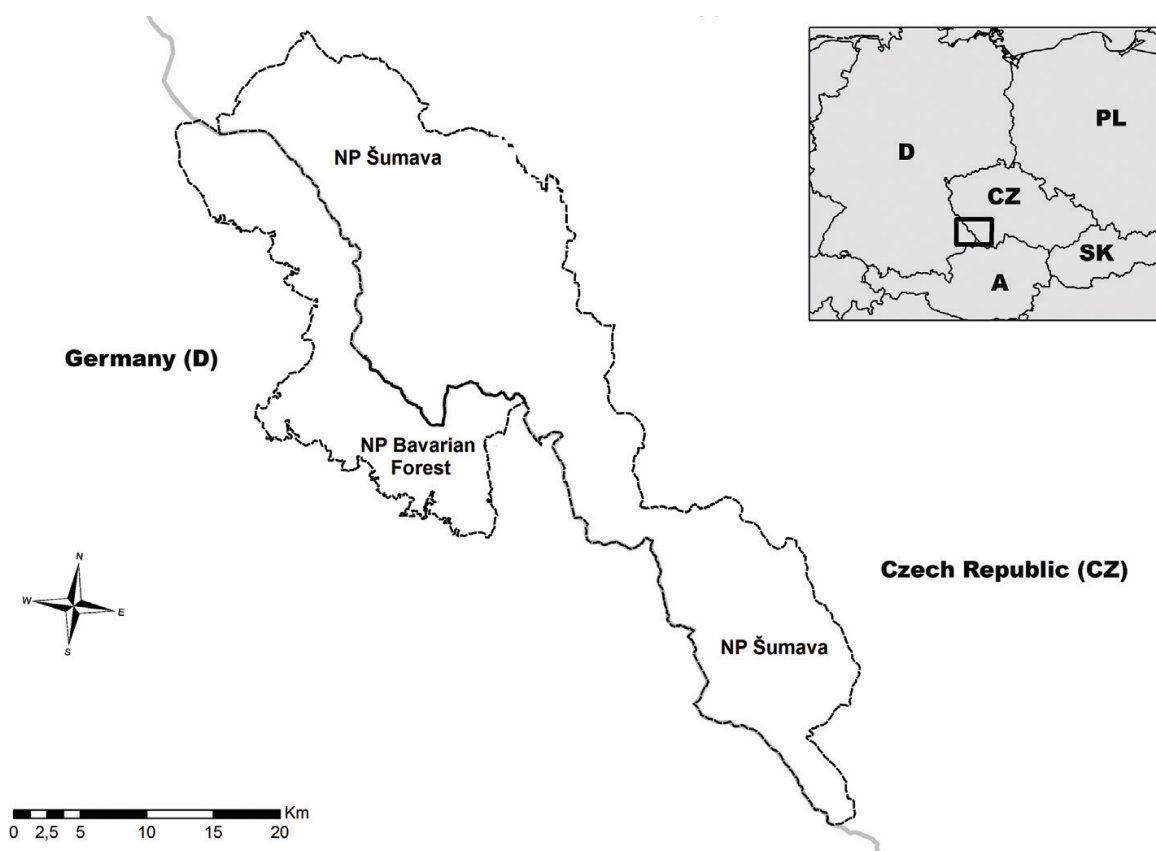 NP Šumava
D
PL
CZ
SK
A
Germany (D)
NP Bavarian
Forest
Czech Republic (CZ)
NP Šumava
N
W
E
S
Km
0 2,5 5 10 15 20